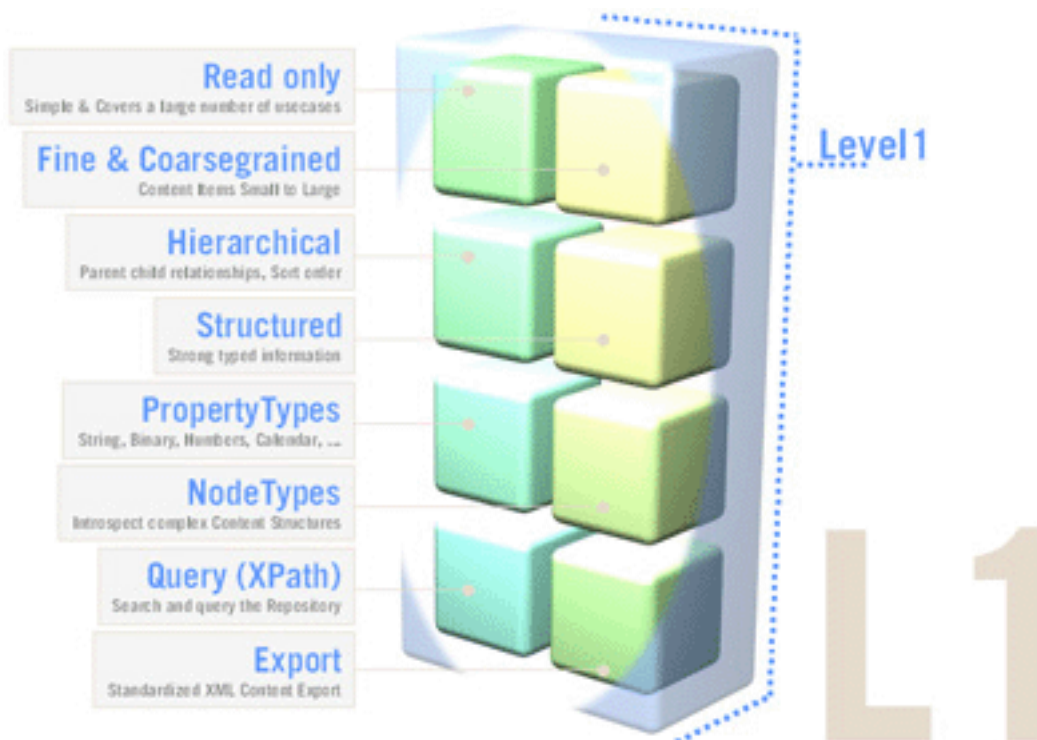 Read only
Simple & Covers a large number of usecases
Fine & Coarsegrained
Content Items Small to Large
Hierarchical
Parent child relationships, Sort order
Structured
Strong typed information
PropertyTypes
String, Binary, Numbers, Calendar, ...
NodeTypes
Introspect complex Content Structures
Query (XPath)
Search and query the Repository
Export
Standardized XML Content Export
Level1
L1